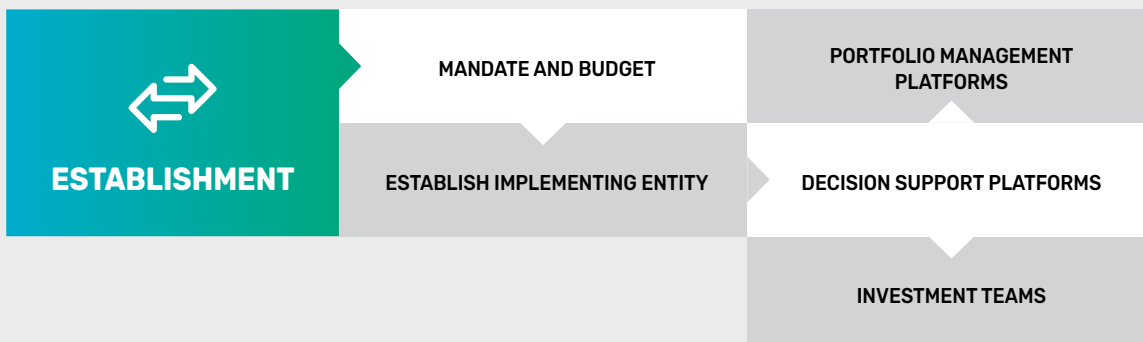 ESTABLISHMENT
MANDATE AND BUDGET
ESTABLISH IMPLEMENTING ENTITY
PORTFOLIO MANAGEMENT
PLATFORMS
DECISION SUPPORT PLATFORMS
INVESTMENT TEAMS